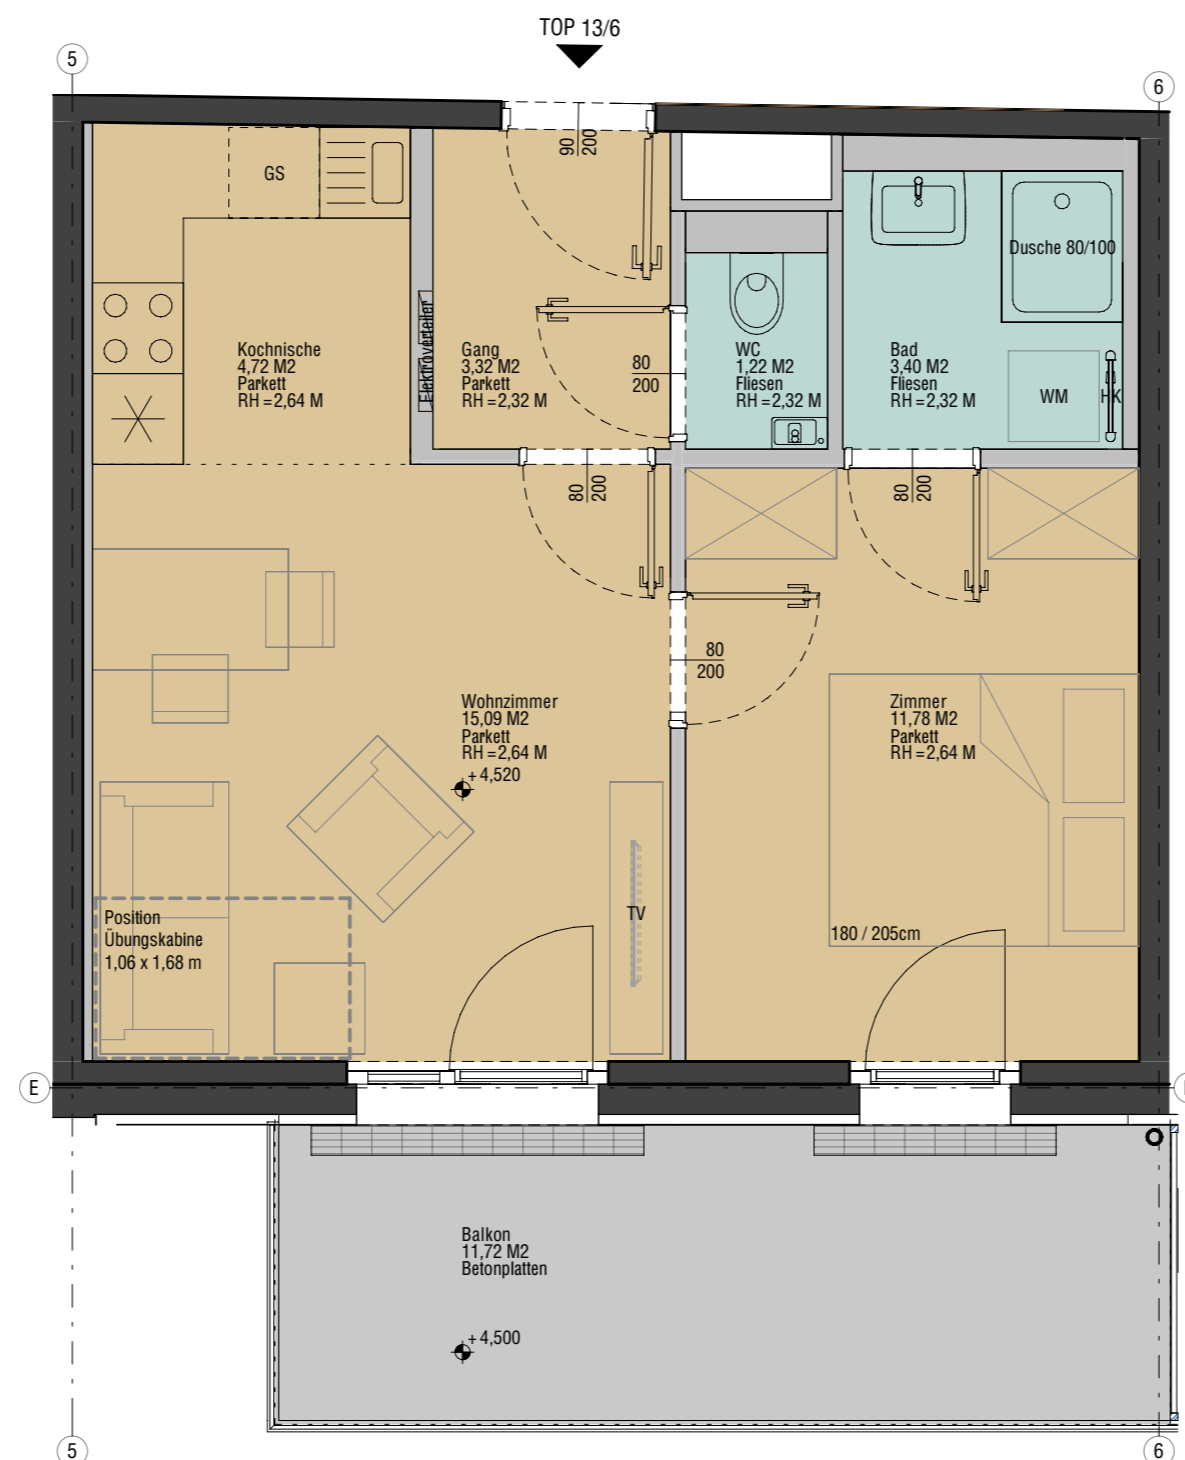 TOP 13/6
5
6
90
200
GS
Dusche 80/100
Elektroverteiler
Kochnische
4,72 M2
Parkett
RH=2,64 M
Gang
3,32 M2
Parkett
RH=2,32 M
80
200
WC
1,22 M2
Fliesen
RH=2,32 M
Bad
3,40 M2
Fliesen
RH=2,32 M
WM
HK
80
200
80
200
80
200
Wohnzimmer
15,09 M2
Parkett
RH=2,64 M
+4,520
Zimmer
11,78 M2
Parkett
RH=2,64 M
Position
Übungskabine
1,06 x 1,68 m
TV
180 / 205cm
E
Balkon
11,72 M2
Betonplatten
+4,500
5
6